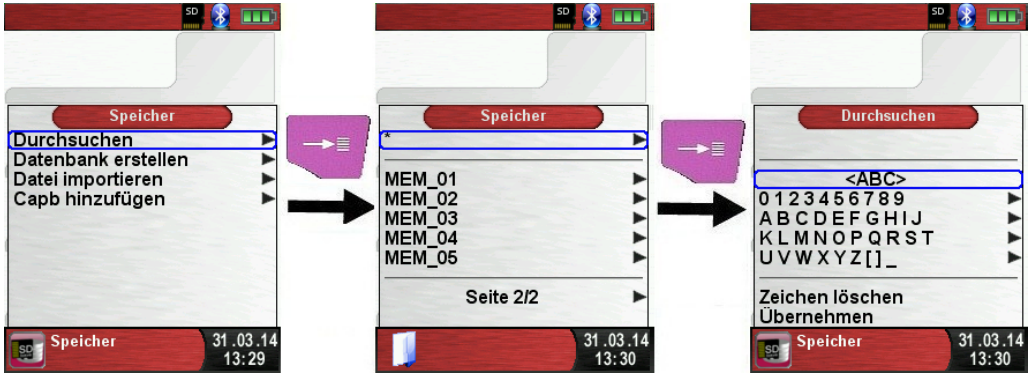 SD
Speicher
Durchsuchen
Datenbank erstellen
Datei importieren
Capb hinzufügen
SD
Speicher
31.03.14
13:29
SD
Speicher
*
MEM_01
MEM_02
MEM_03
MEM_04
MEM_05
Seite 2/2
31.03.14
13:30
SD
Durchsuchen
<ABC>
0 1 2 3 4 5 6 7 8 9
A B C D E F G H I J
K L M N O P Q R S T
U V W X Y Z [ ] _
Zeichen löschen
Übernehmen
SD
Speicher
31.03.14
13:30